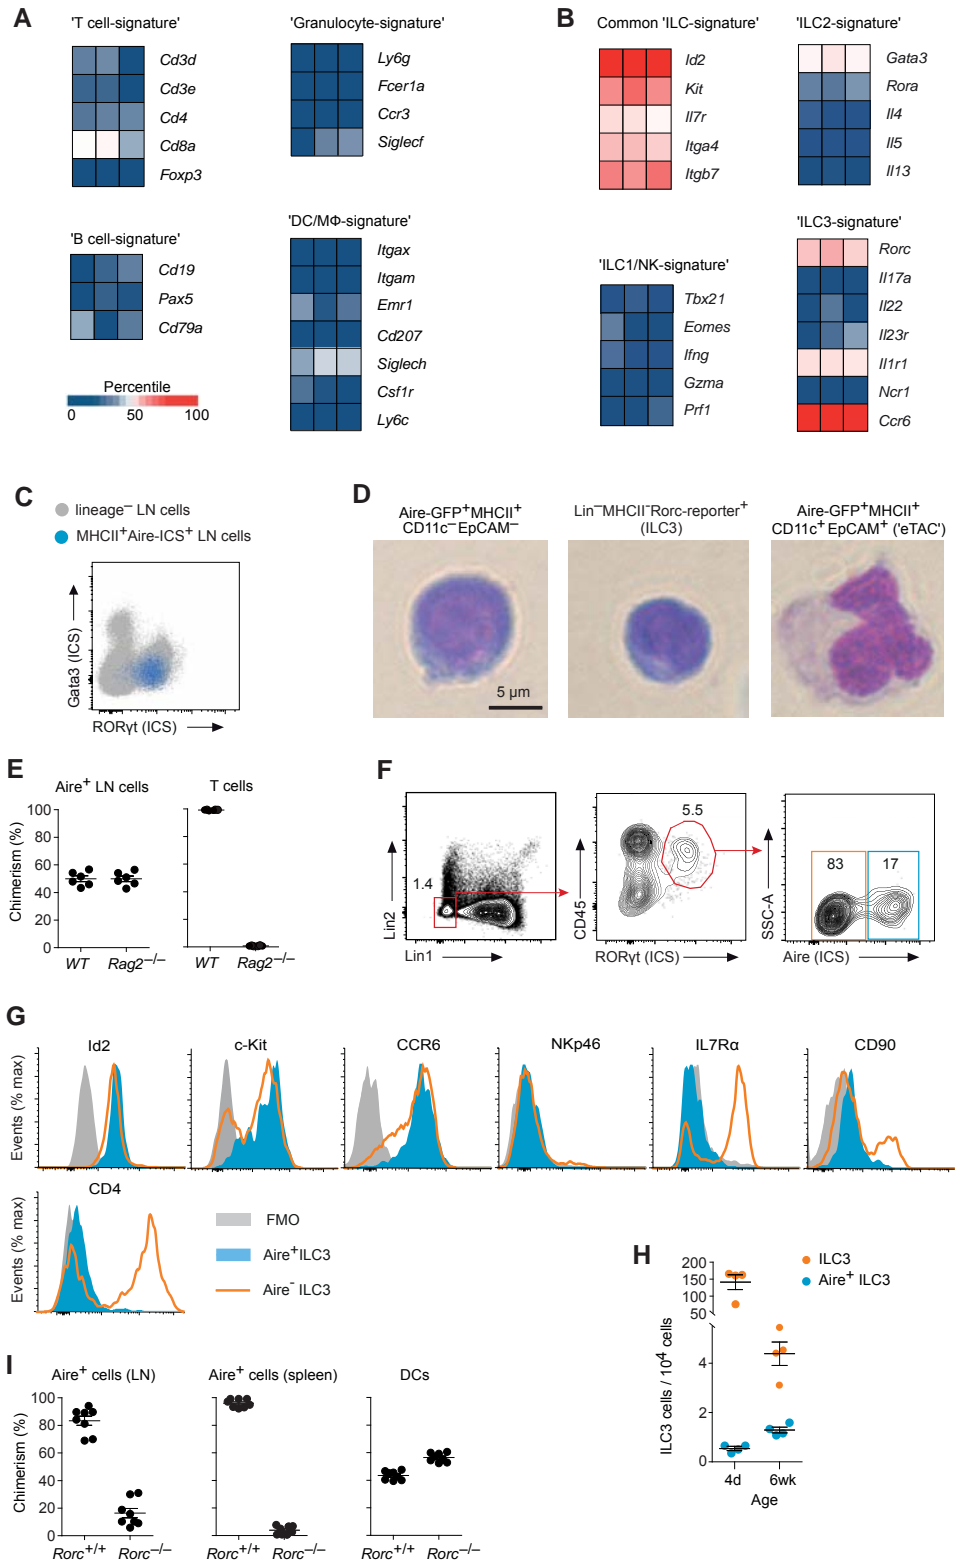 A
'T cell-signature'
Cd3d
Cd3e
Cd4
Cd8a
Foxp3
'Granulocyte-signature'
Ly6g
Fcer1a
Ccr3
Siglecf
'B cell-signature'
Cd19
Pax5
Cd79a
'DC/MΦ-signature'
Itgax
Itgam
Emr1
Cd207
Siglech
Csf1r
Ly6c
Percentile
0 50 100
B
Common 'ILC-signature'
Id2
Kit
Il7r
Itga4
Itgb7
'ILC2-signature'
Gata3
Rora
Il4
Il5
Il13
'ILC1/NK-signature'
Tbx21
Eomes
Ifng
Gzma
Prf1
'ILC3-signature'
Rorc
Il17a
Il22
Il23r
Il1r1
Ncr1
Ccr6
C
lineage⁻ LN cells
MHCII⁺Aire-ICS⁺ LN cells
Gata3 (ICS)
RORγt (ICS)
D
Aire-GFP⁺MHCII⁺
CD11c⁻EpCAM⁻
Lin⁻MHCII⁻Rorc-reporter⁺
(ILC3)
Aire-GFP⁺MHCII⁺
CD11c⁺EpCAM⁺ ('eTAC')
5 µm
E
Aire⁺ LN cells
T cells
Chimerism (%)
100
80
60
40
20
0
WT Rag2⁻/⁻
WT Rag2⁻/⁻
F
1.4
Lin2
Lin1
5.5
CD45
RORγt (ICS)
83 17
SSC-A
Aire (ICS)
G
Id2
c-Kit
CCR6
NKp46
IL7Rα
CD90
Events (% max)
CD4
Events (% max)
FMO
Aire⁺ILC3
Aire⁻ ILC3
H
ILC3
Aire⁺ ILC3
ILC3 cells / 10⁴ cells
200
150
100
50
4
2
0
4d 6wk
Age
I
Aire⁺ cells (LN)
Aire⁺ cells (spleen)
DCs
Chimerism (%)
100
80
60
40
20
0
Rorc⁺/⁺ Rorc⁻/⁻
Rorc⁺/⁺ Rorc⁻/⁻
Rorc⁺/⁺ Rorc⁻/⁻